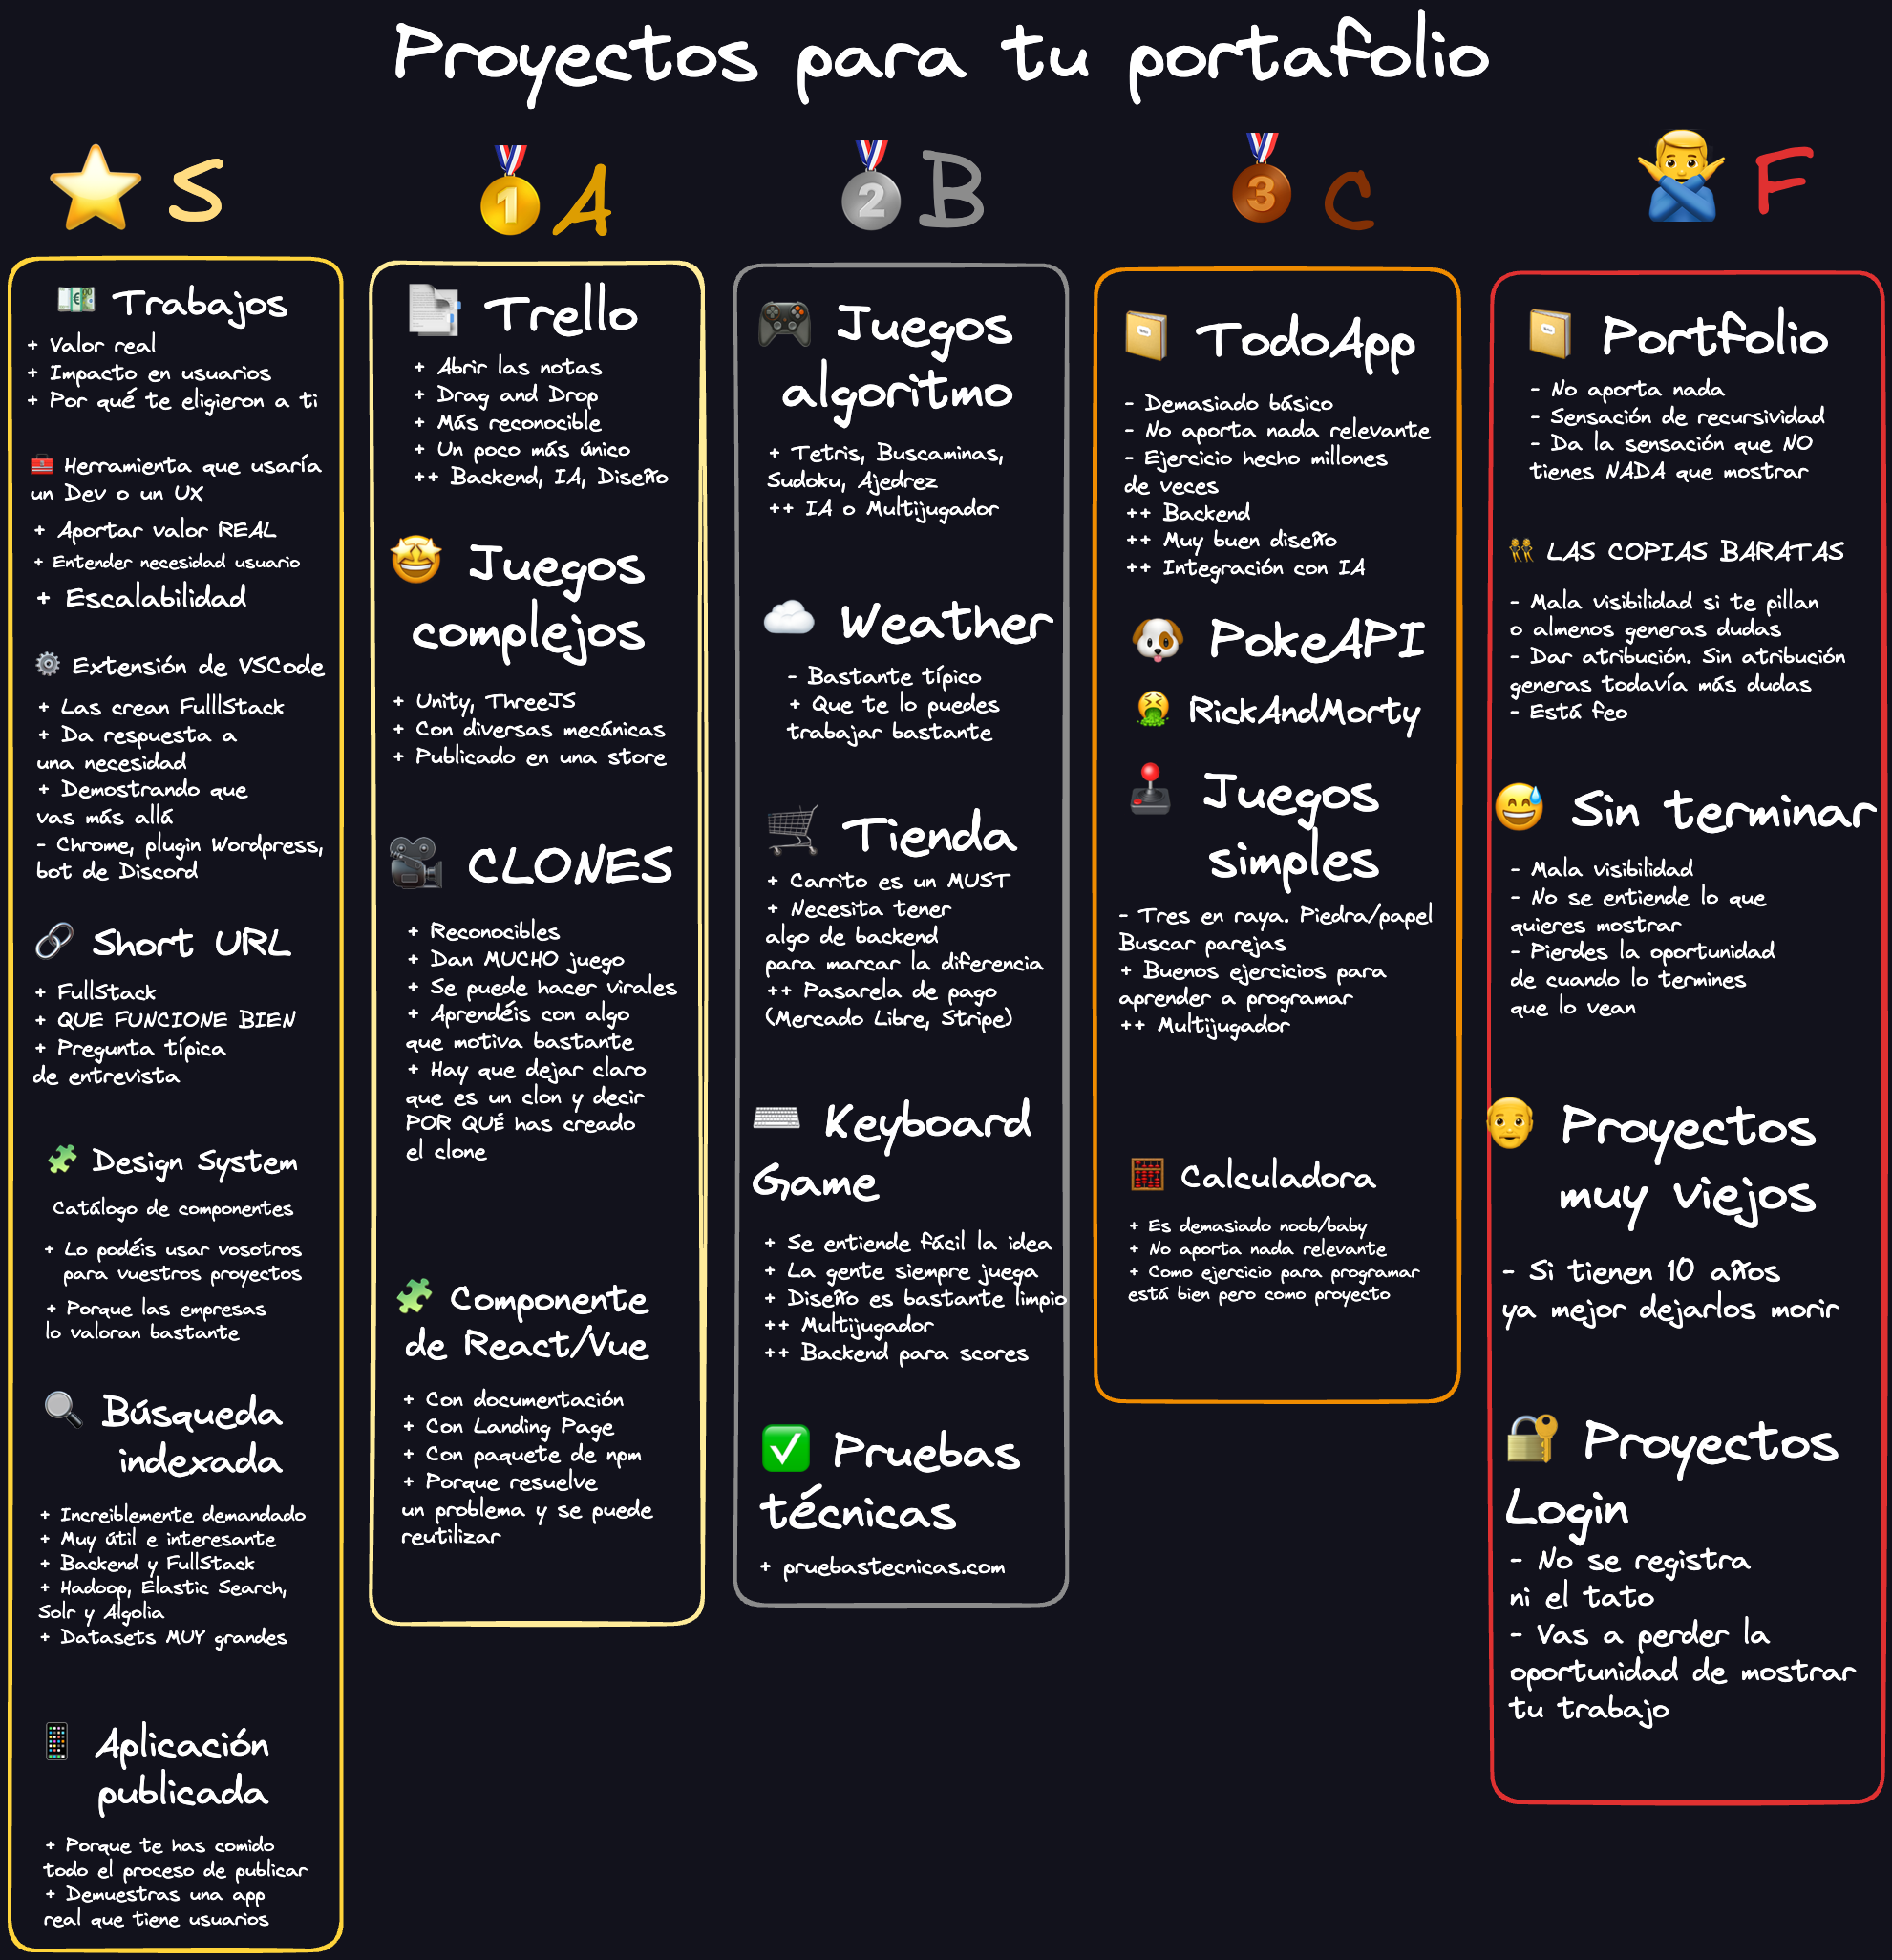 Proyectos para tu portafolio
S
Trabajos
+ Valor real
+ Impacto en usuarios
+ Por qué te eligieron a ti
Herramienta que usaría
un Dev o un UX
+ Aportar valor REAL
+ Entender necesidad usuario
+ Escalabilidad
Extensión de VSCode
+ Las crean FulllStack
+ Da respuesta a
una necesidad
+ Demostrando que
vas más allá
- Chrome, plugin Wordpress,
bot de Discord
Short URL
+ FullStack
+ QUE FUNCIONE BIEN
+ Pregunta típica
de entrevista
Design System
Catálogo de componentes
+ Lo podéis usar vosotros
para vuestros proyectos
+ Porque las empresas
lo valoran bastante
Búsqueda
indexada
+ Increiblemente demandado
+ Muy útil e interesante
+ Backend y FullStack
+ Hadoop, Elastic Search,
Solr y Algolia
+ Datasets MUY grandes
Aplicación
publicada
+ Porque te has comido
todo el proceso de publicar
+ Demuestras una app
real que tiene usuarios
1 A
Trello
+ Abrir las notas
+ Drag and Drop
+ Más reconocible
+ Un poco más único
++ Backend, IA, Diseño
Juegos
complejos
+ Unity, ThreeJS
+ Con diversas mecánicas
+ Publicado en una store
CLONES
+ Reconocibles
+ Dan MUCHO juego
+ Se puede hacer virales
+ Aprendéis con algo
que motiva bastante
+ Hay que dejar claro
que es un clon y decir
POR QUÉ has creado
el clone
Componente
de React/Vue
+ Con documentación
+ Con Landing Page
+ Con paquete de npm
+ Porque resuelve
un problema y se puede
reutilizar
2 B
Juegos
algoritmo
+ Tetris, Buscaminas,
Sudoku, Ajedrez
++ IA o Multijugador
Weather
- Bastante típico
+ Que te lo puedes
trabajar bastante
Tienda
+ Carrito es un MUST
+ Necesita tener
algo de backend
para marcar la diferencia
++ Pasarela de pago
(Mercado Libre, Stripe)
Keyboard
Game
+ Se entiende fácil la idea
+ La gente siempre juega
+ Diseño es bastante limpio
++ Multijugador
++ Backend para scores
Pruebas
técnicas
+ pruebastecnicas.com
3 C
TodoApp
- Demasiado básico
- No aporta nada relevante
- Ejercicio hecho millones
de veces
++ Backend
++ Muy buen diseño
++ Integración con IA
PokeAPI
RickAndMorty
Juegos
simples
- Tres en raya. Piedra/papel
Buscar parejas
+ Buenos ejercicios para
aprender a programar
++ Multijugador
Calculadora
+ Es demasiado noob/baby
+ No aporta nada relevante
+ Como ejercicio para programar
está bien pero como proyecto
F
Portfolio
- No aporta nada
- Sensación de recursividad
- Da la sensación que NO
tienes NADA que mostrar
LAS COPIAS BARATAS
- Mala visibilidad si te pillan
o almenos generas dudas
- Dar atribución. Sin atribución
generas todavía más dudas
- Está feo
Sin terminar
- Mala visibilidad
- No se entiende lo que
quieres mostrar
- Pierdes la oportunidad
de cuando lo termines
que lo vean
Proyectos
muy viejos
- Si tienen 10 años
ya mejor dejarlos morir
Proyectos
Login
- No se registra
ni el tato
- Vas a perder la
oportunidad de mostrar
tu trabajo